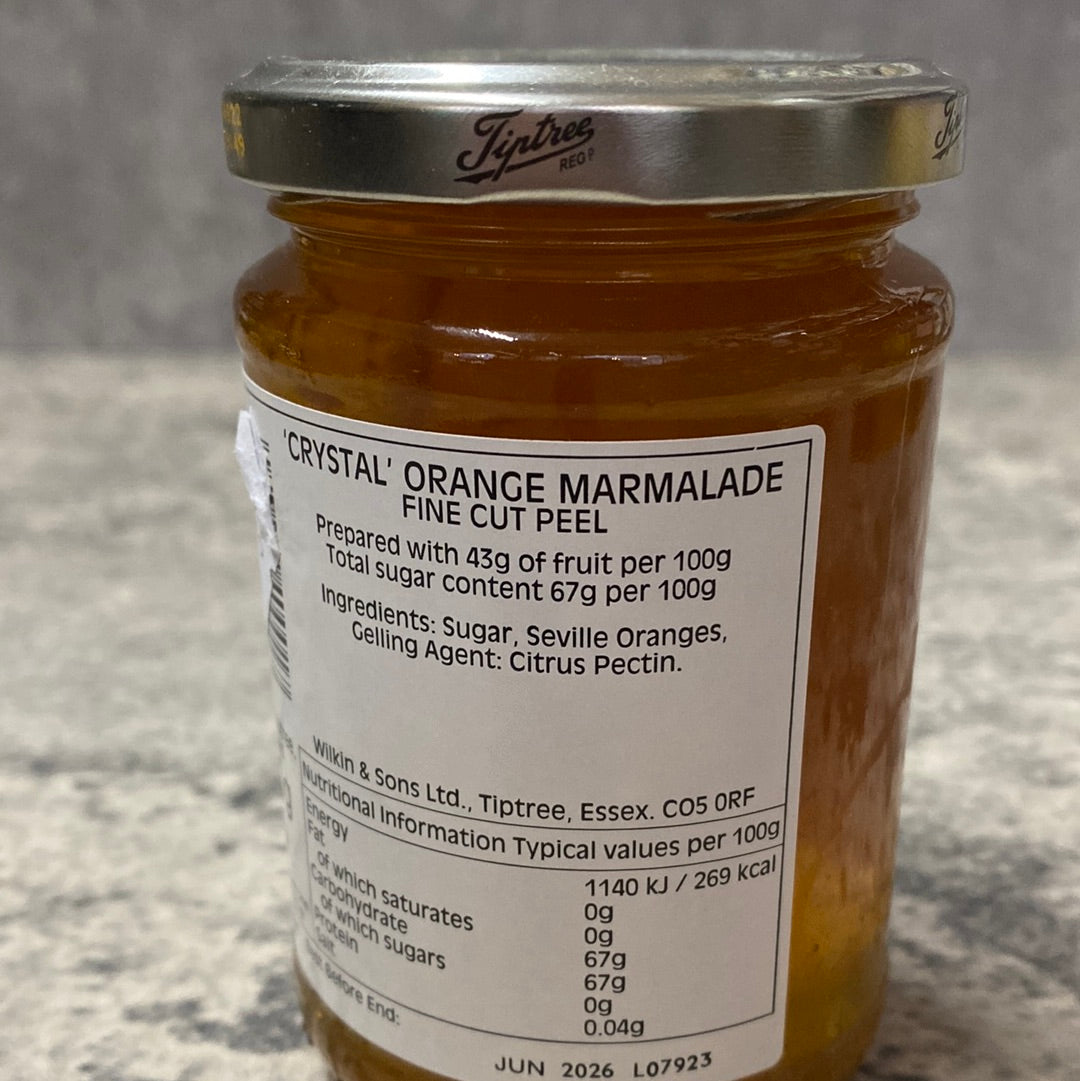 Tiptree
REGD
'CRYSTAL' ORANGE MARMALADE
FINE CUT PEEL
Prepared with 43g of fruit per 100g
Total sugar content 67g per 100g
Ingredients: Sugar, Seville Oranges,
Gelling Agent: Citrus Pectin.
Wilkin & Sons Ltd., Tiptree, Essex. CO5 0RF
Nutritional Information Typical values per 100g
Energy 1140 kJ / 269 kcal
Fat 0g
of which saturates 0g
Carbohydrate 67g
of which sugars 67g
Protein 0g
Salt 0.04g
Before End:
JUN 2026 L07923